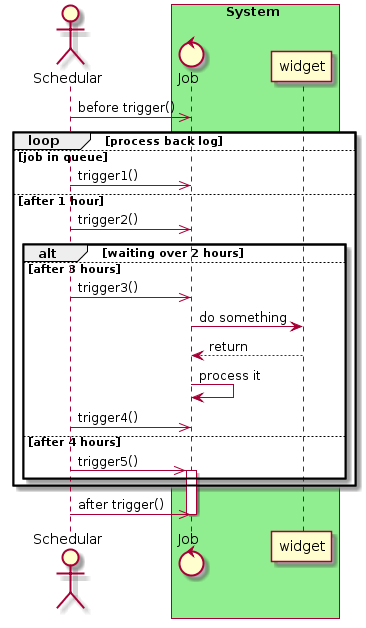 System
Schedular
Job
widget
before trigger()
loop [process back log]
[job in queue]
trigger1()
[after 1 hour]
trigger2()
alt [waiting over 2 hours]
[after 3 hours]
trigger3()
do something
return
process it
trigger4()
[after 4 hours]
trigger5()
after trigger()
Schedular
Job
widget